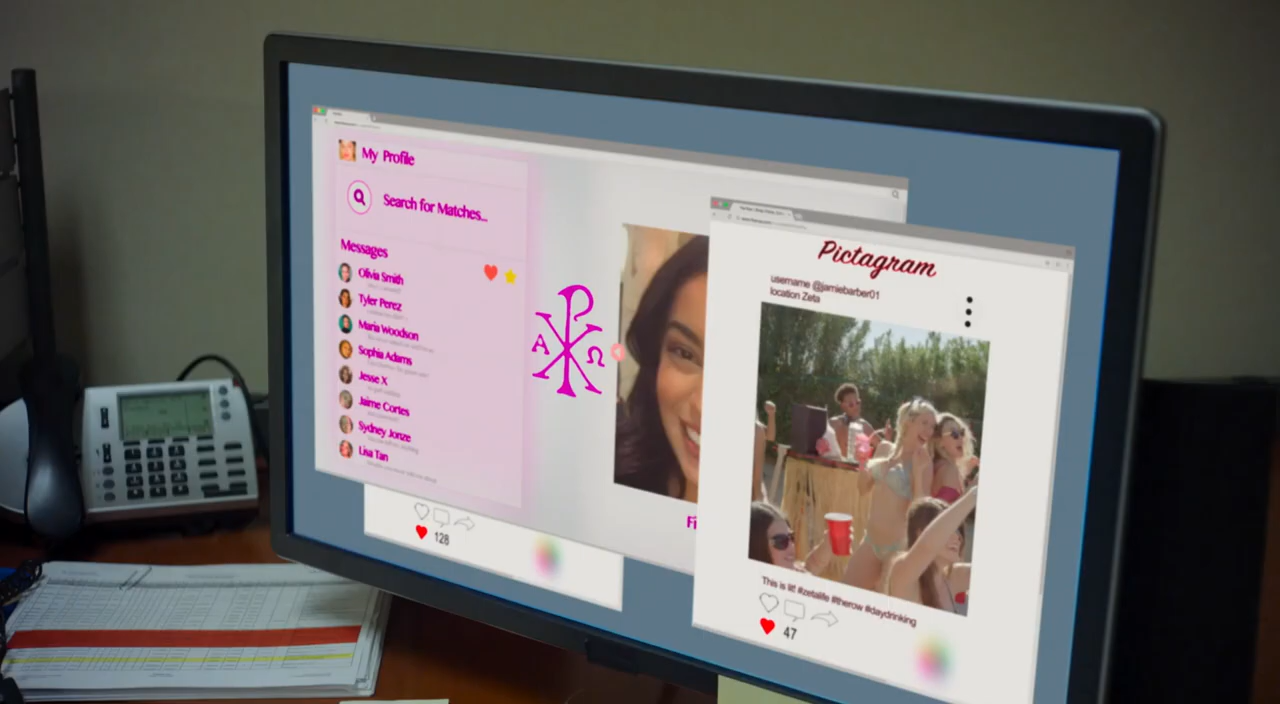 My Profile
Search for Matches...
Messages
Olivia Smith
Tyler Perez
Maria Woodson
Sophia Adams
Jesse X
Jaime Cortes
Sydney Jonze
Lisa Tan
Α Ω
Fi
128
Pictagram
username @jamiebarber01
location Zeta
This is lit! #zetalife #therow #daydrinking
47